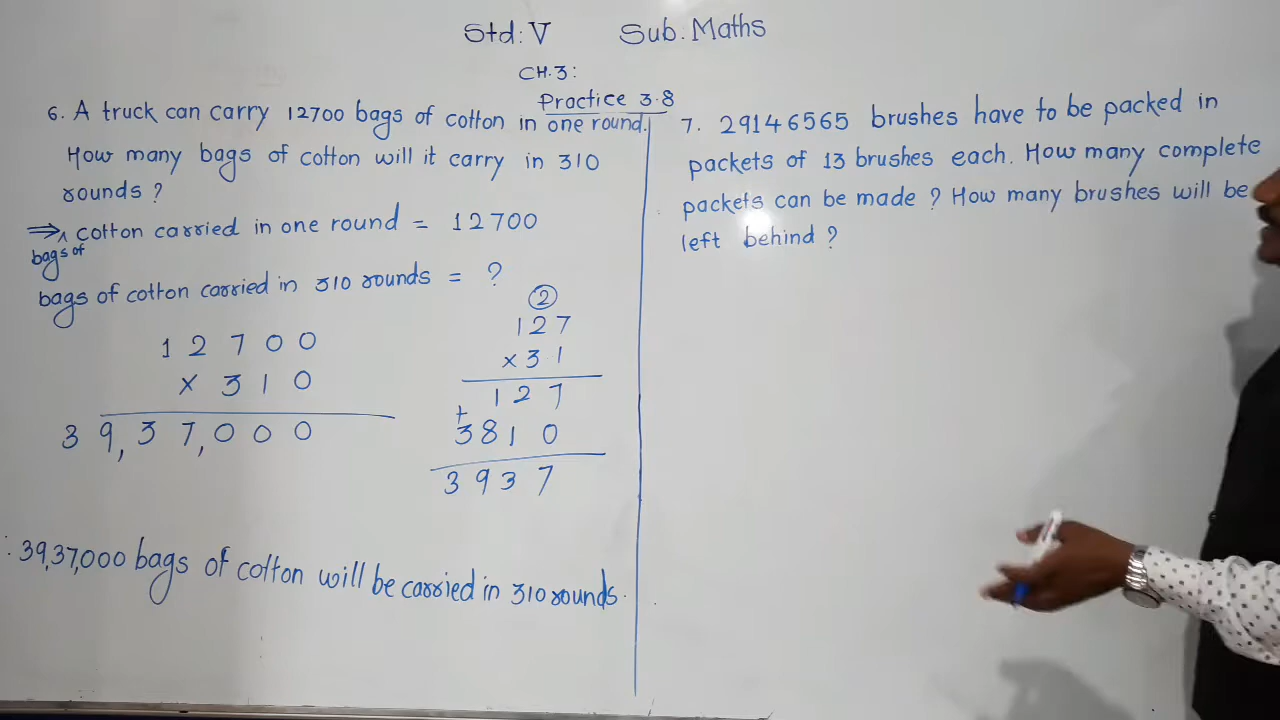 Std: V Sub. Maths
CH.3:
Practice 3.8
6. A truck can carry 12700 bags of cotton in one round.
How many bags of cotton will it carry in 310
rounds ?
⇒ ^ cotton carried in one round = 12700
bags of
bags of cotton carried in 310 rounds = ?
1 2 7 0 0
x 3 1 0
3 9,3 7,0 0 0
②
1 2 7
x 3 1
1 2 7
+
3 8 1 0
3 9 3 7
∴ 39,37,000 bags of cotton will be carried in 310 rounds.
7. 29146565 brushes have to be packed in
packets of 13 brushes each. How many complete
packets can be made ? How many brushes will be
left behind ?